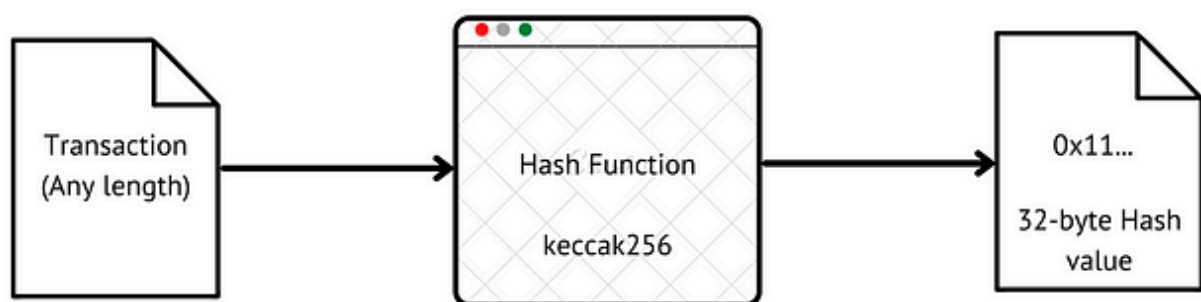 Transaction
(Any length)
Hash Function
keccak256
0x11...
32-byte Hash
value